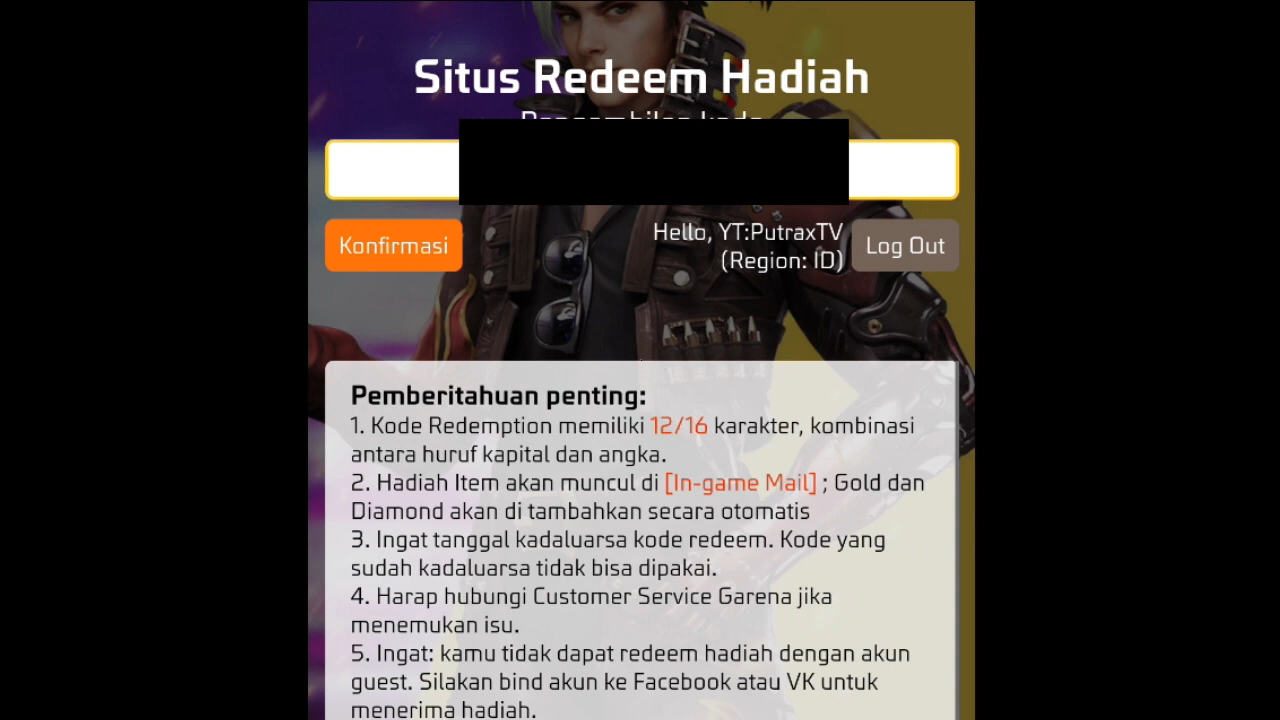 Situs Redeem Hadiah
Konfirmasi
Hello, YT:PutraxTV
(Region: ID)
Log Out
Pemberitahuan penting:
1. Kode Redemption memiliki 12/16 karakter, kombinasi
antara huruf kapital dan angka.
2. Hadiah Item akan muncul di [In-game Mail] ; Gold dan
Diamond akan di tambahkan secara otomatis
3. Ingat tanggal kadaluarsa kode redeem. Kode yang
sudah kadaluarsa tidak bisa dipakai.
4. Harap hubungi Customer Service Garena jika
menemukan isu.
5. Ingat: kamu tidak dapat redeem hadiah dengan akun
guest. Silakan bind akun ke Facebook atau VK untuk
menerima hadiah.